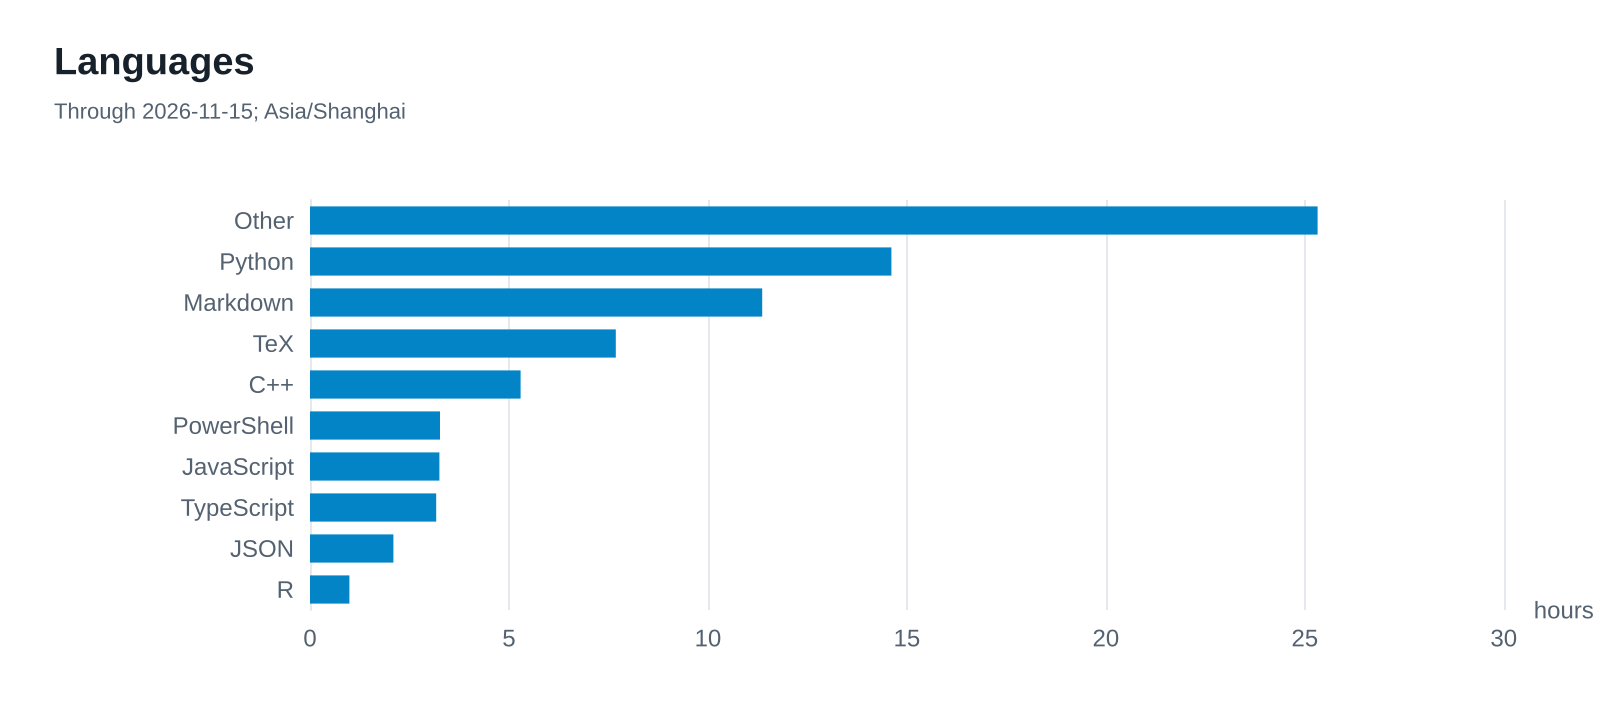 Languages
Through 2026-11-15; Asia/Shanghai
Other
Python
Markdown
TeX
C++
PowerShell
JavaScript
TypeScript
JSON
R
hours
0 5 10 15 20 25 30